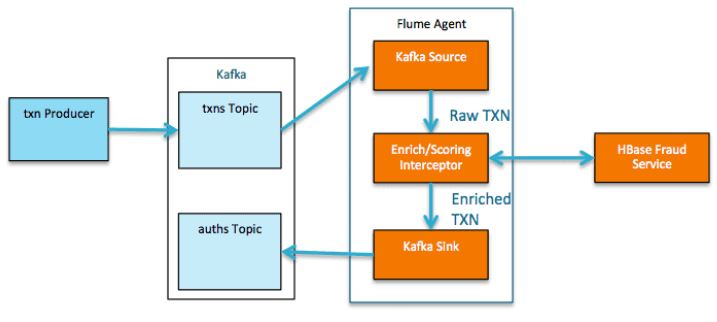 Flume Agent
Kafka
Kafka Source
txn Producer
txns Topic
Raw TXN
Enrich/Scoring
Interceptor
HBase Fraud
Service
Enriched
TXN
auths Topic
Kafka Sink